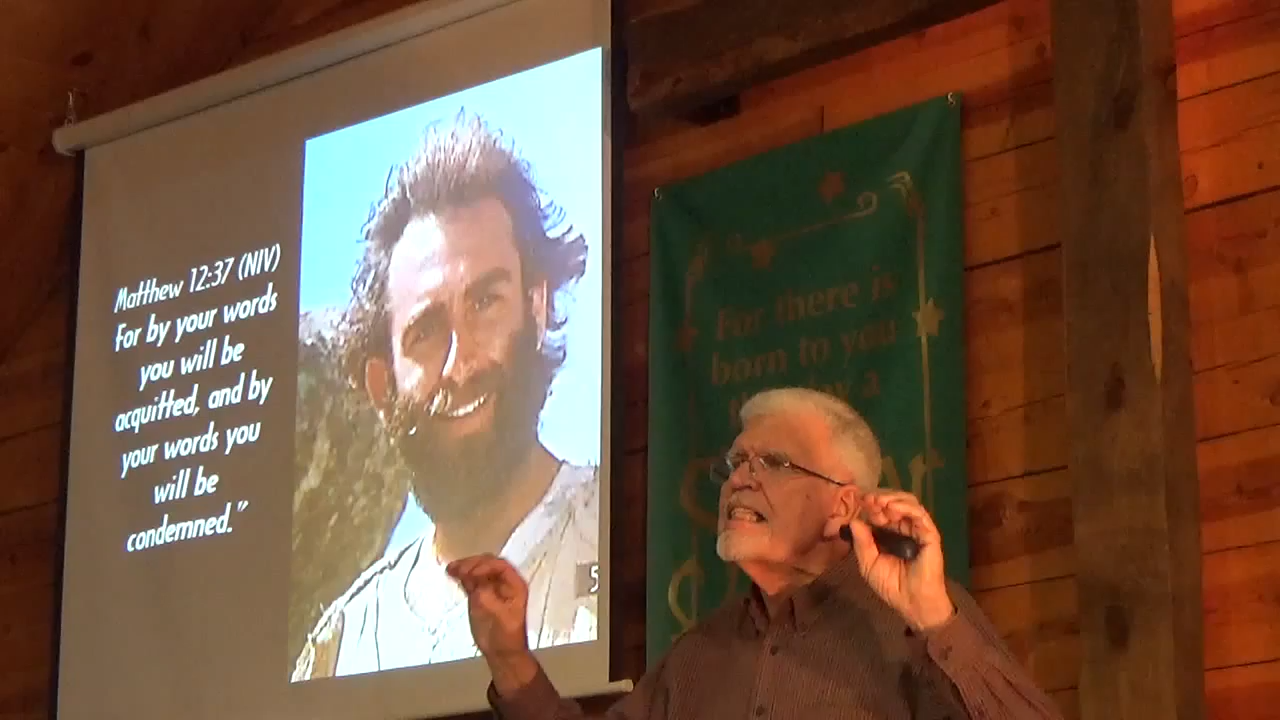 Matthew 12:37 (NIV)
For by your words
you will be
acquitted, and by
your words you
will be
condemned."
5
For there is
born to you
a